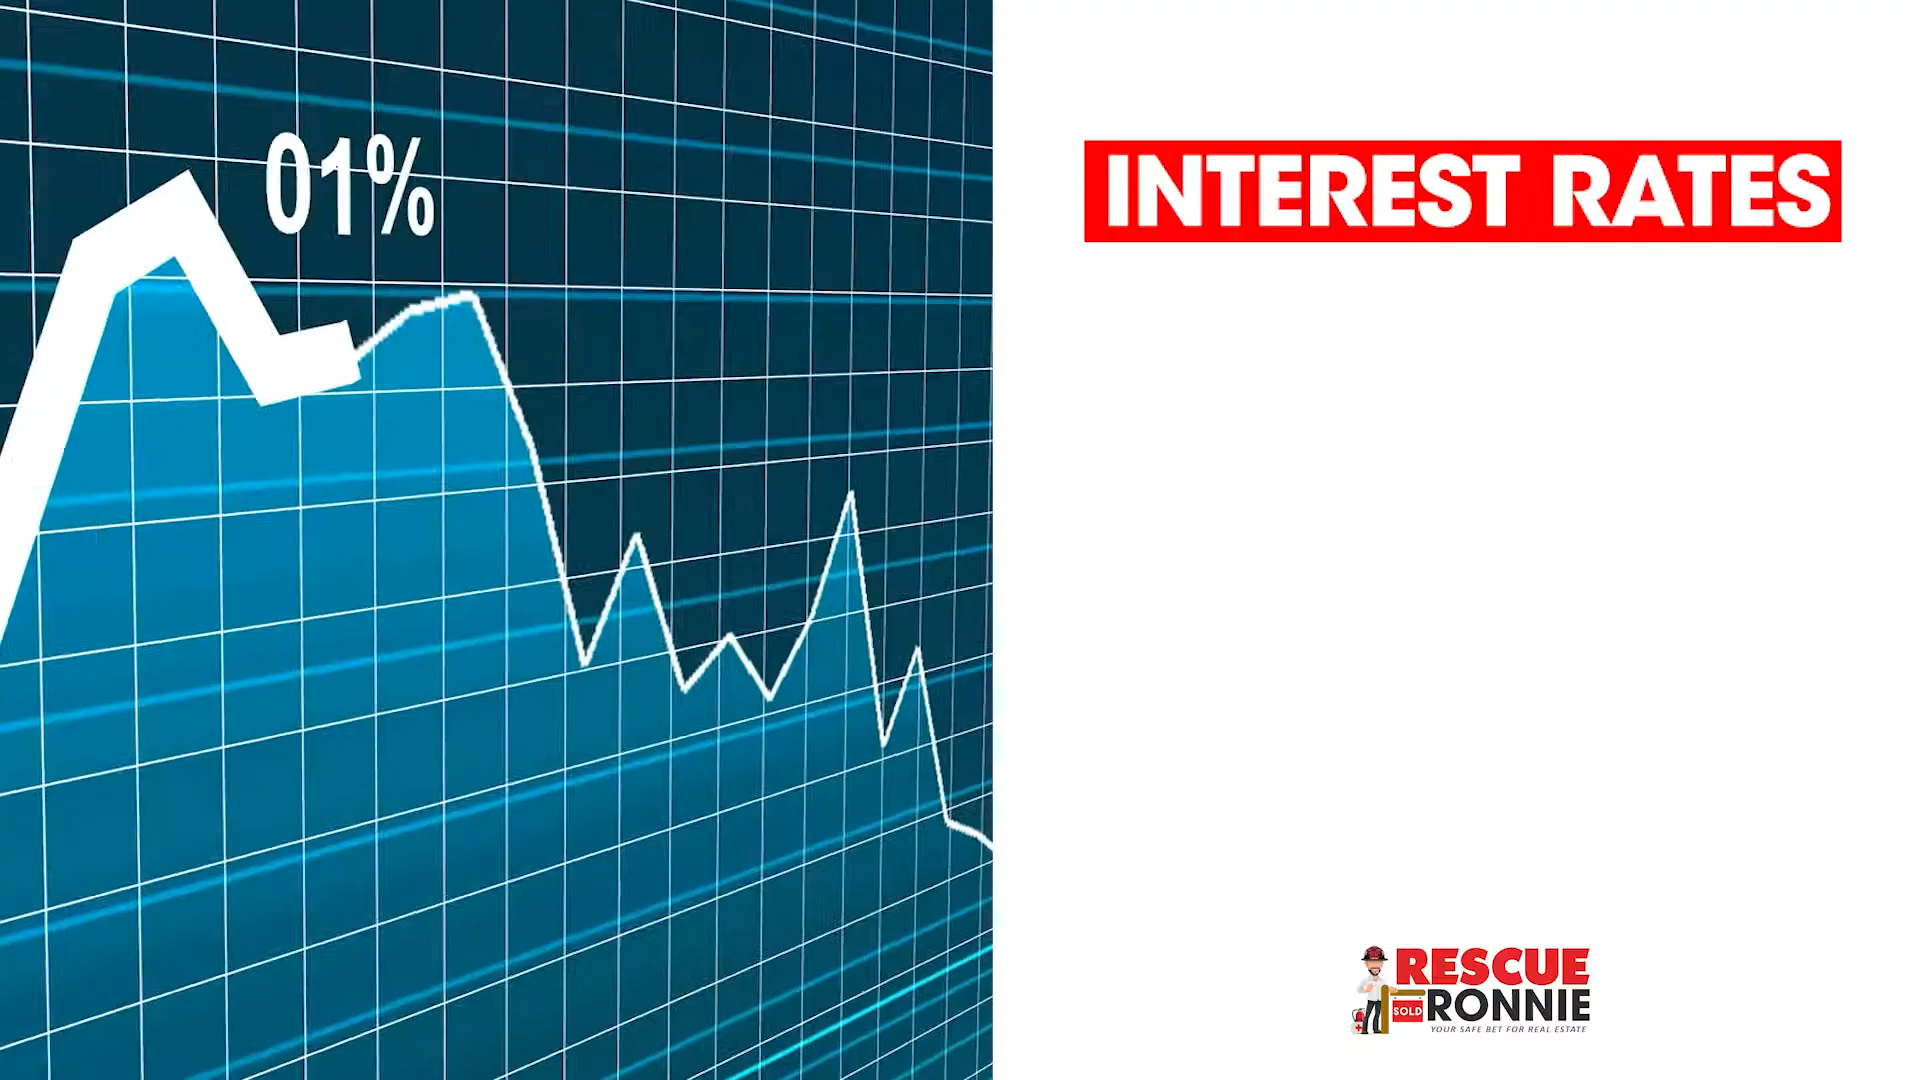 01%
INTEREST RATES
RESCUE
RONNIE
SOLD
YOUR SAFE BET FOR REAL ESTATE